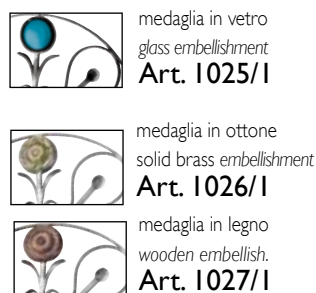 medaglia in vetro
glass embellishment
Art. 1025/1
medaglia in ottone
solid brass embellishment
Art. 1026/1
medaglia in legno
wooden embellish.
Art. 1027/1